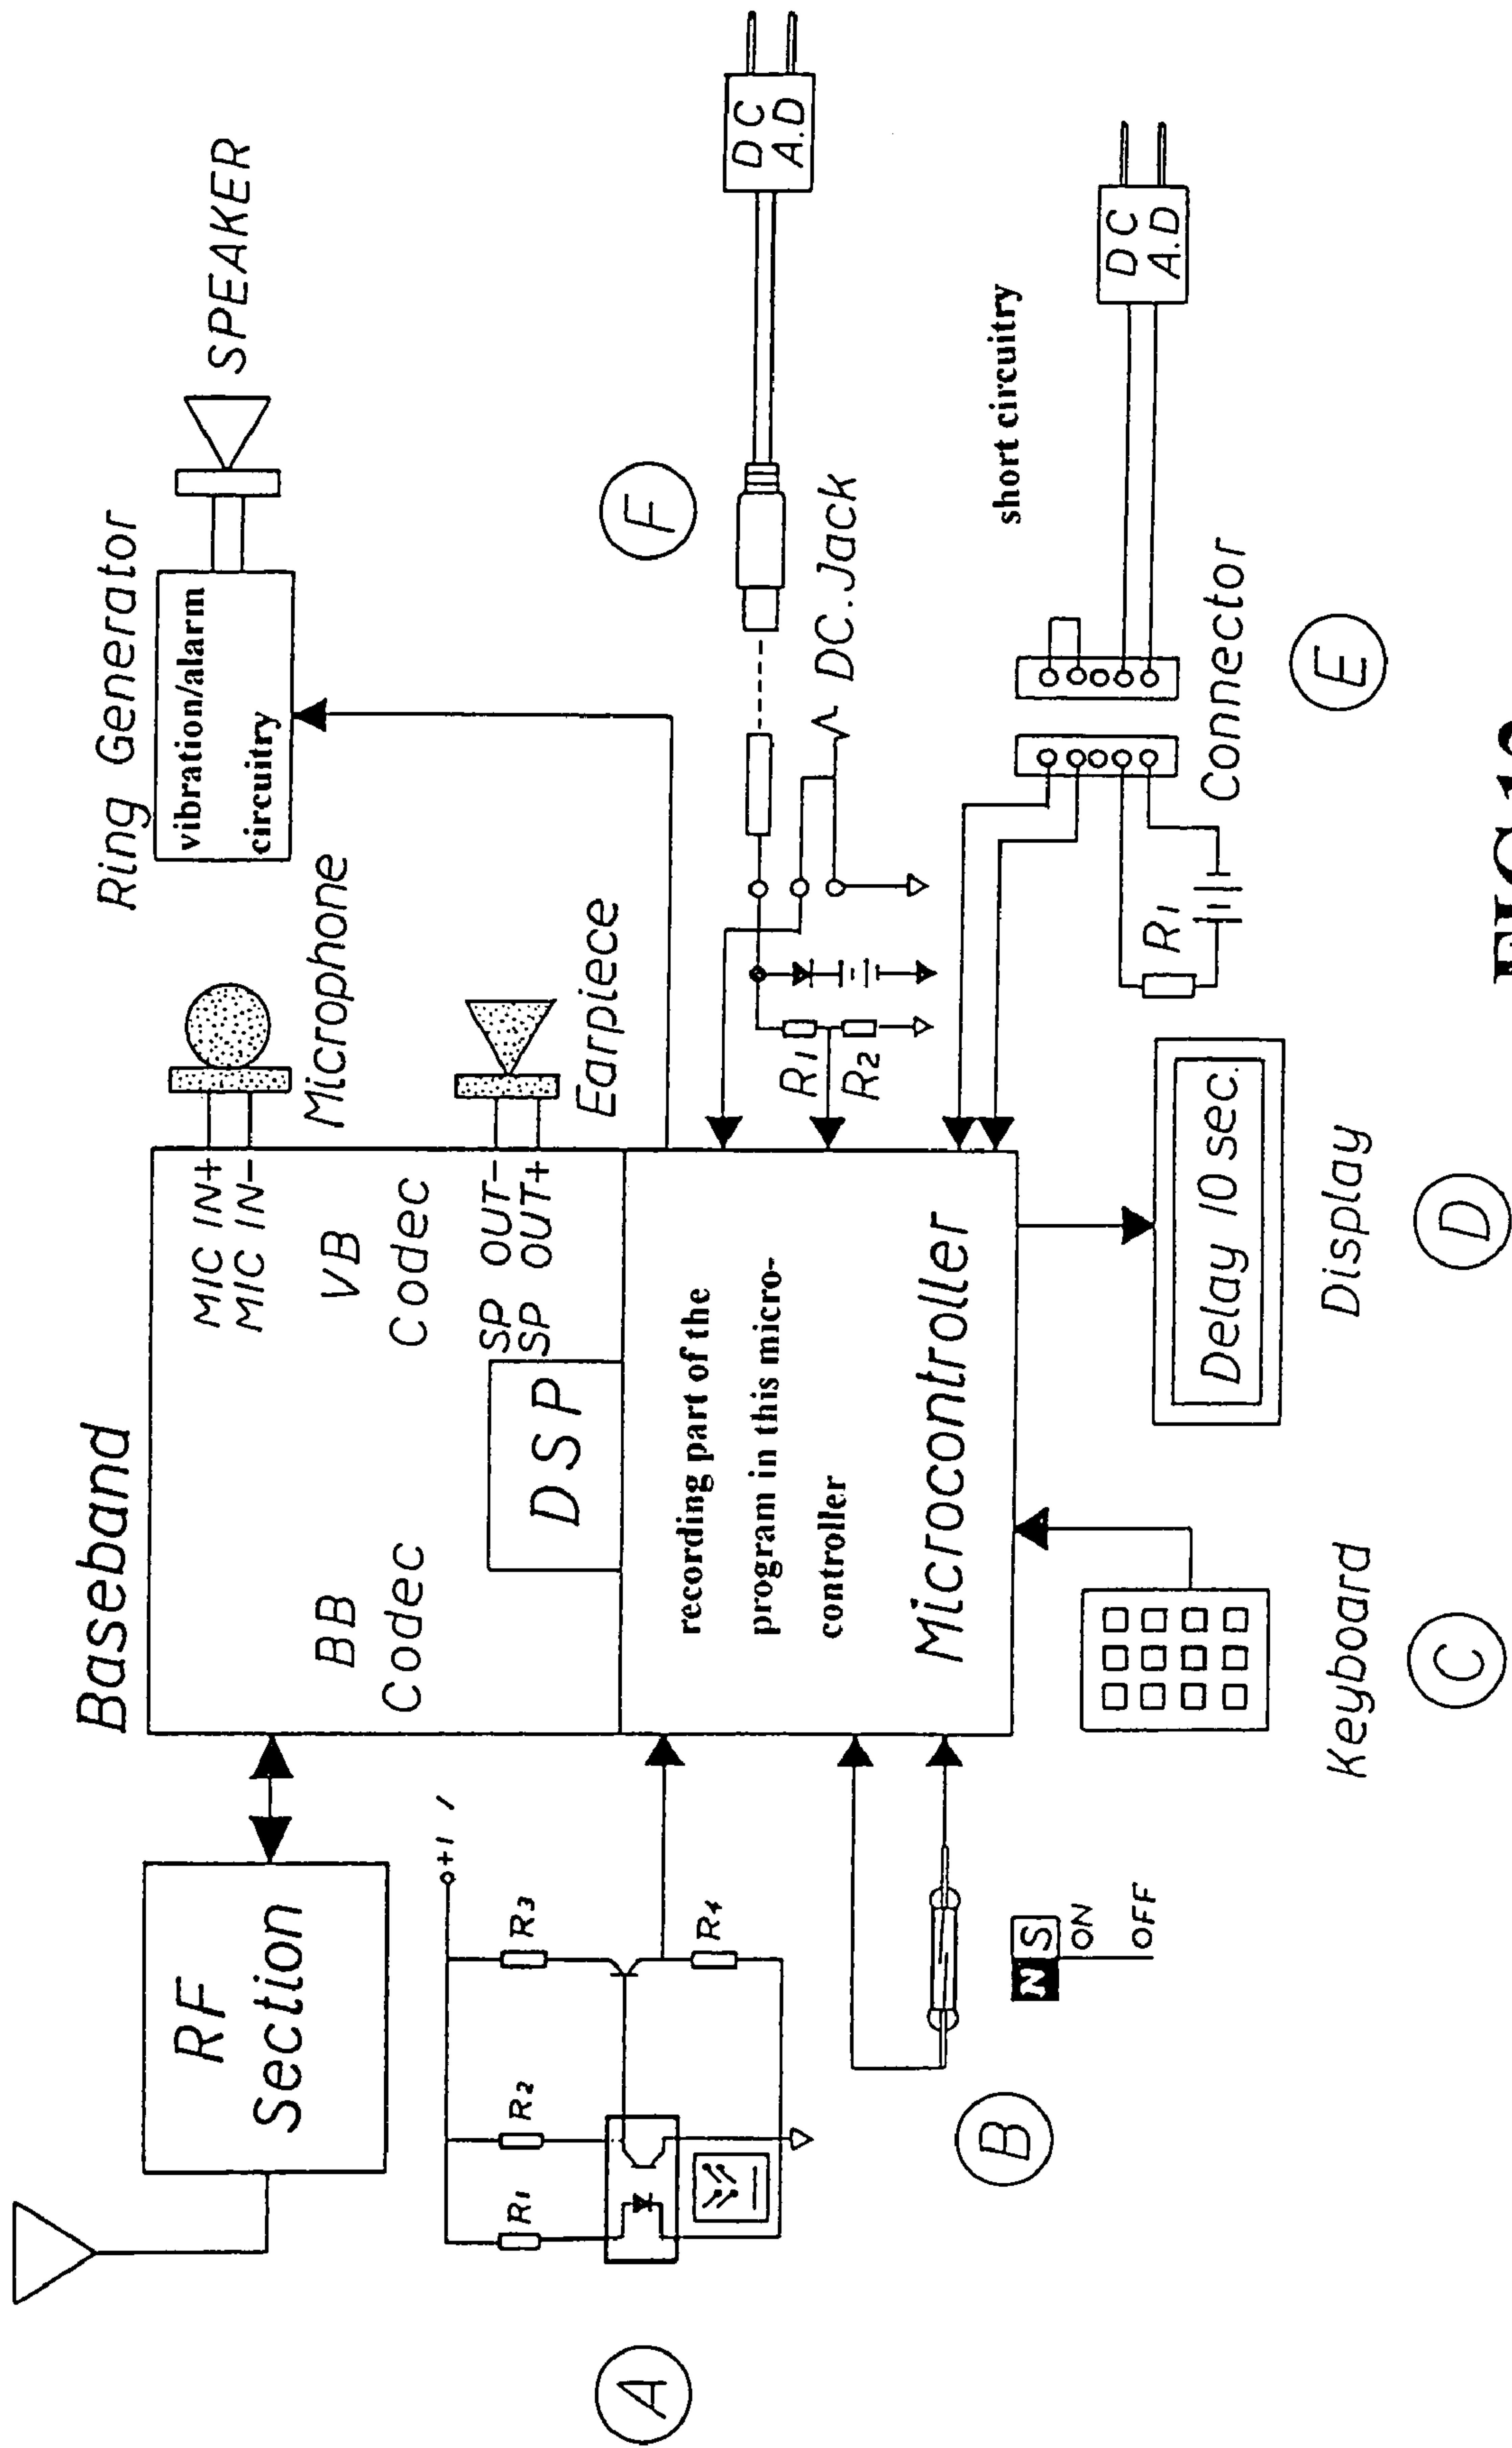 Baseband
RF
Section
BB
Codec
VB
Codec
MIC IN+
MIC IN-
Microphone
Ring Generator
vibration/alarm
circuitry
SPEAKER
DSP
SP OUT-
SP OUT+
Earpiece
recording part of the
program in this micro-
controller
Microcontroller
R1
R2
R3
R4
A
B
N S
ON
OFF
Keyboard
C
Delay 10 sec.
Display
D
R1
R2
DC.Jack
F
DC
A.D
R1
Connector
E
short circuitry
DC
A.D